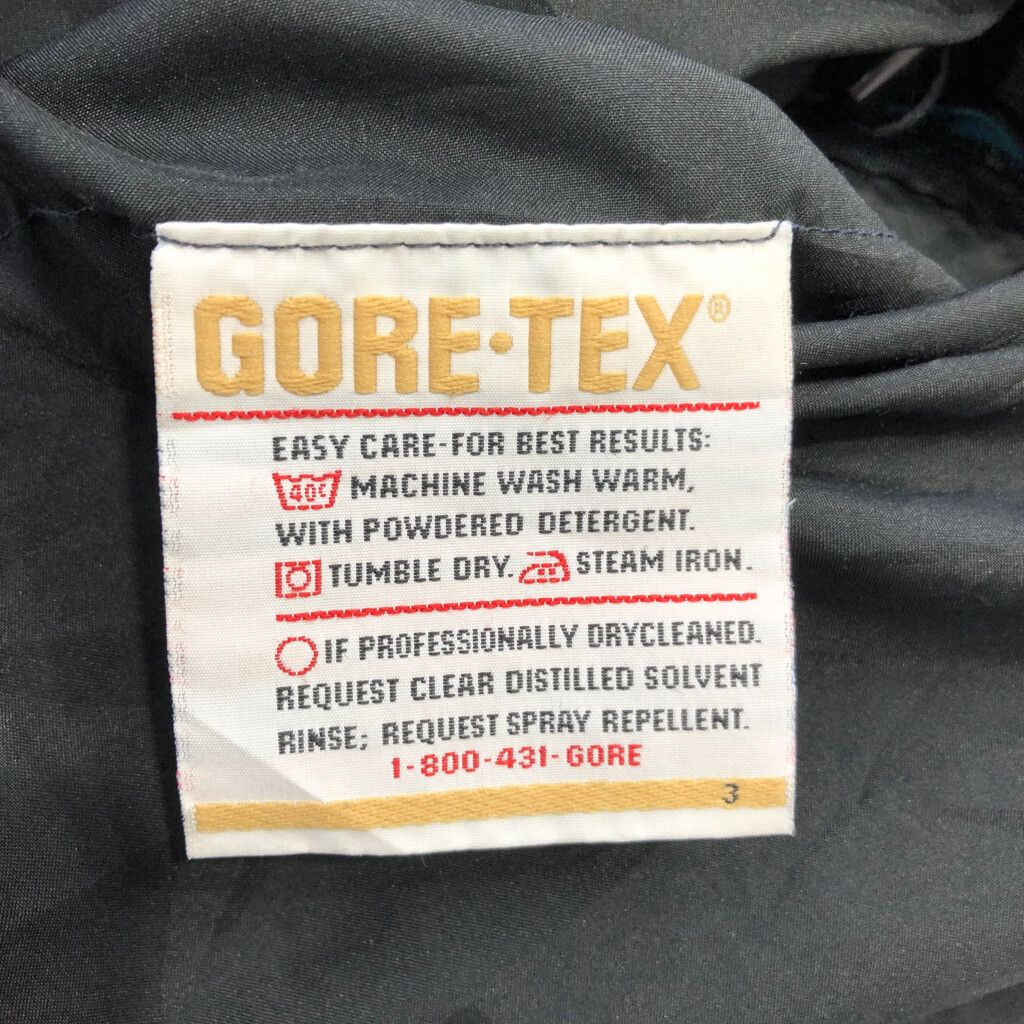 GORE-TEX®
EASY CARE-FOR BEST RESULTS:
40C MACHINE WASH WARM,
WITH POWDERED DETERGENT.
TUMBLE DRY. STEAM IRON.
IF PROFESSIONALLY DRYCLEANED.
REQUEST CLEAR DISTILLED SOLVENT
RINSE; REQUEST SPRAY REPELLENT.
1-800-431-GORE
3